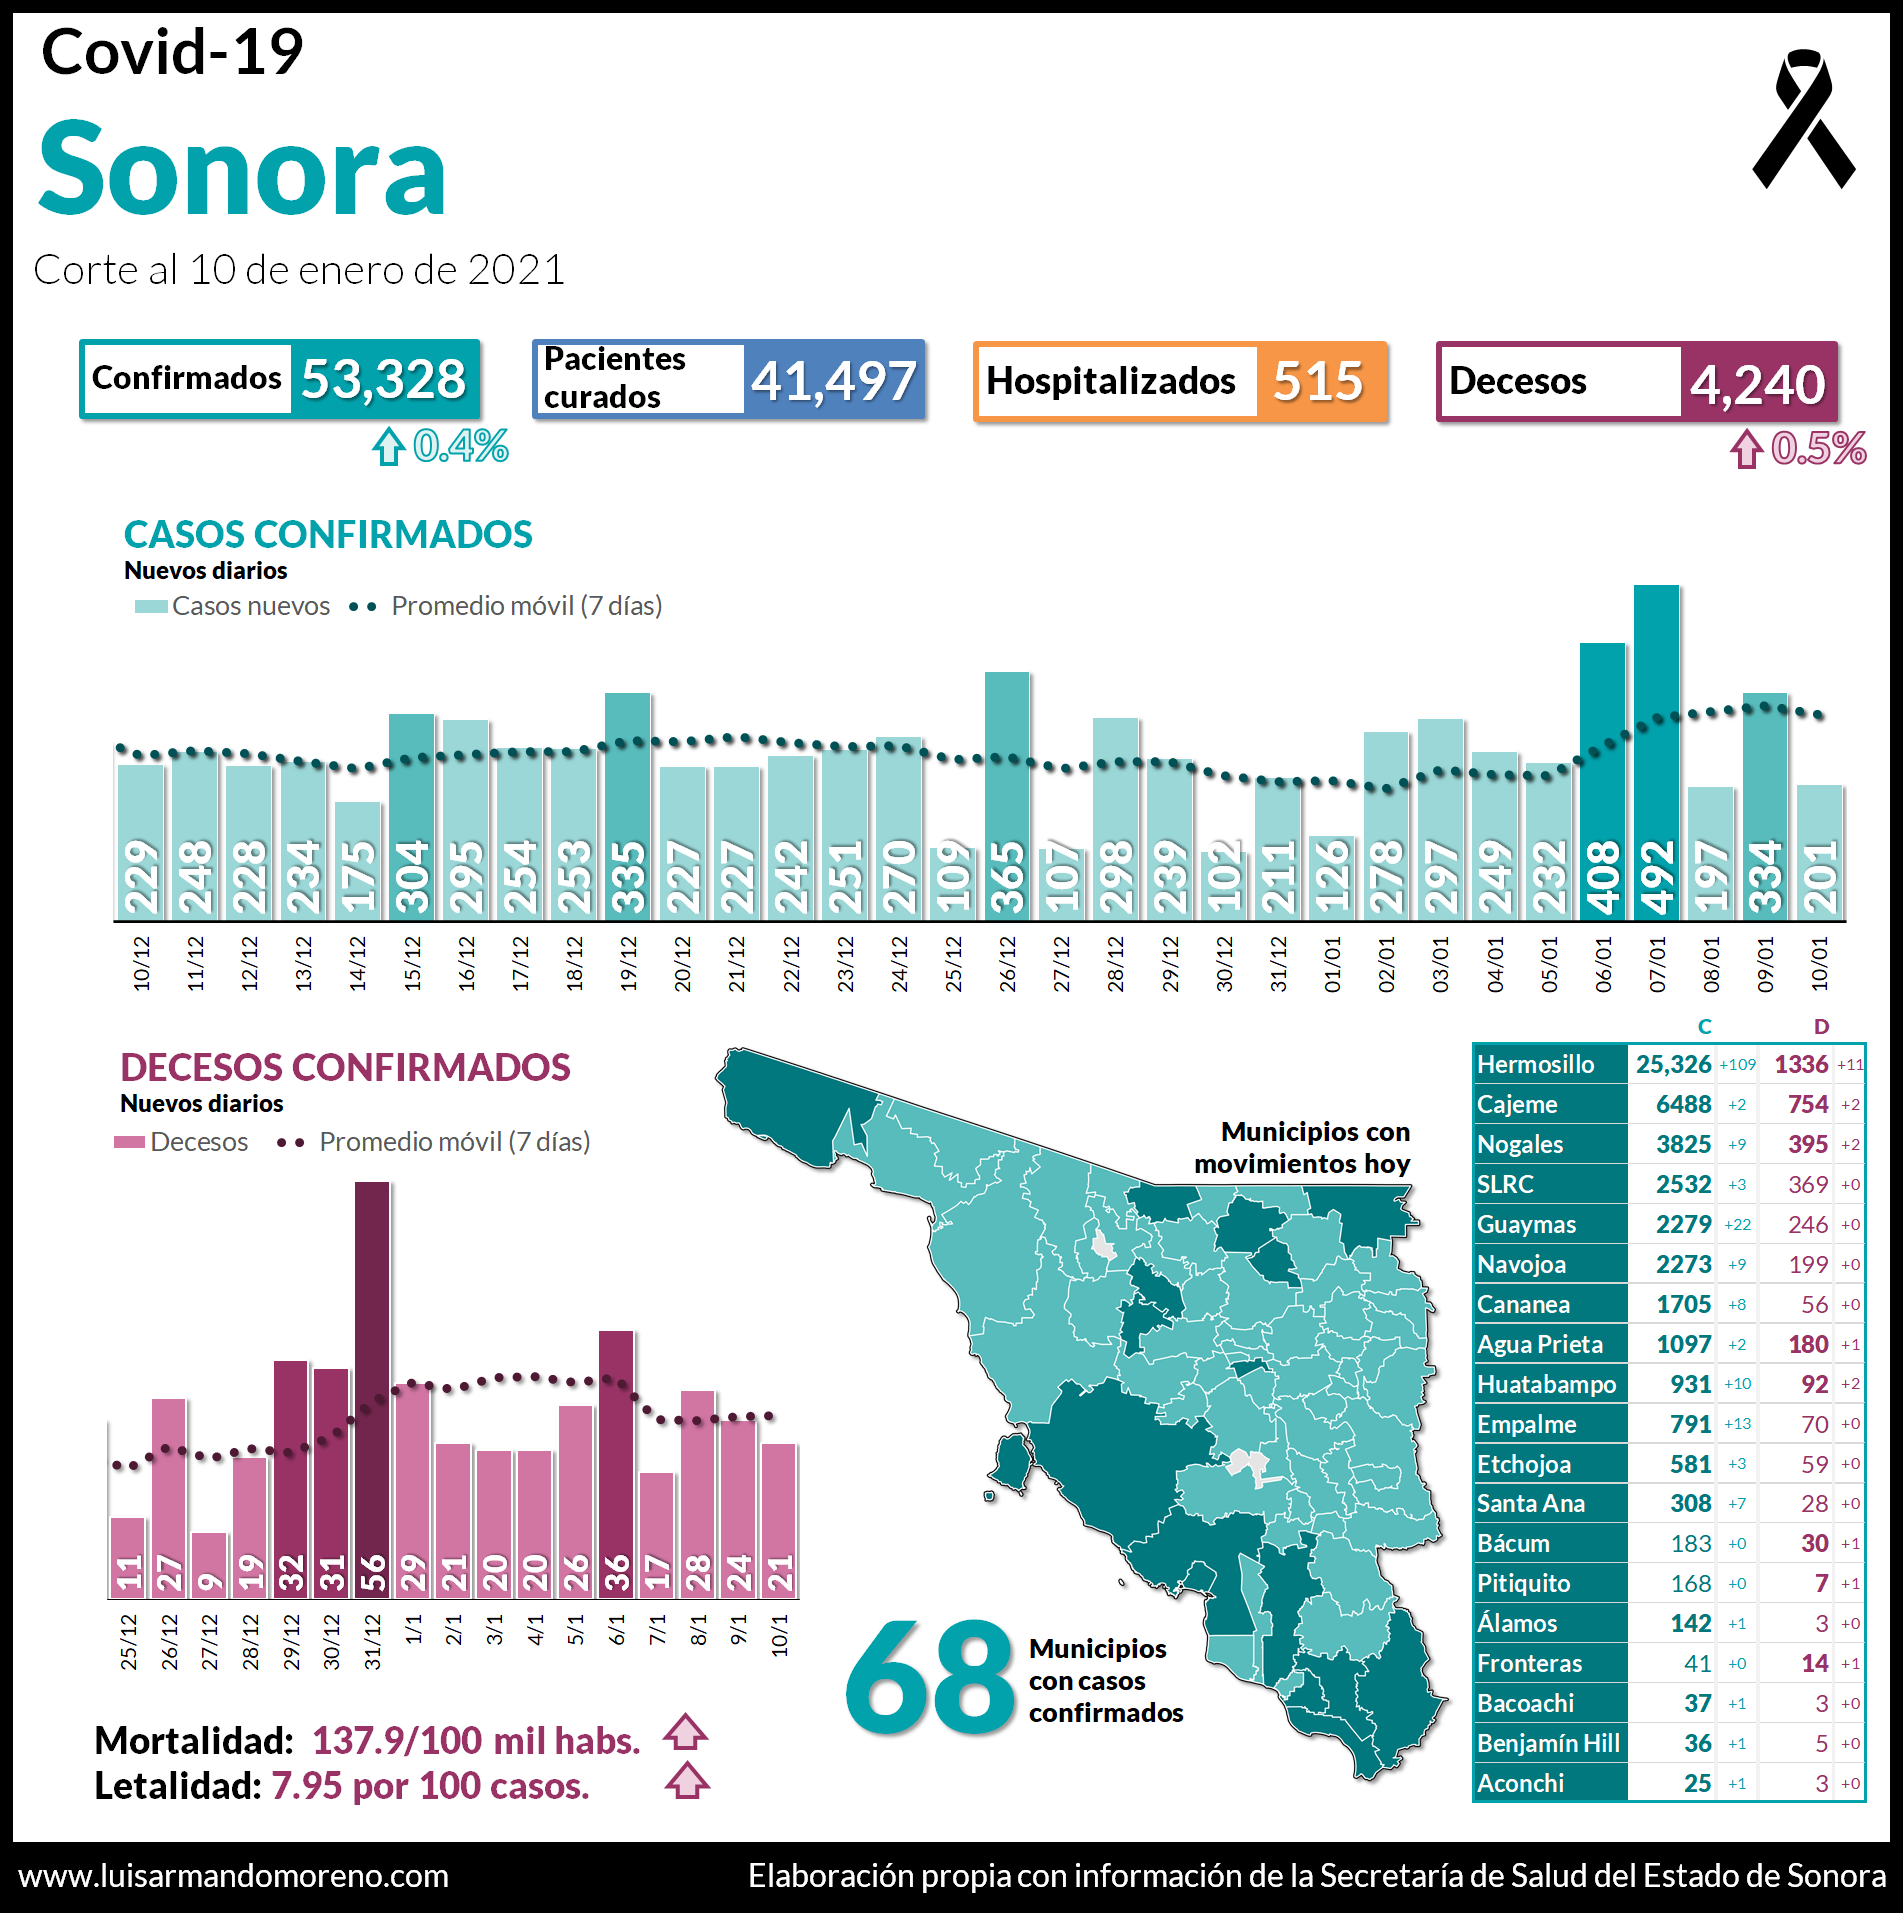 Covid-19
Sonora
Corte al 10 de enero de 2021
Confirmados 53,328
0.4%
Pacientes
curados
41,497
Hospitalizados 515
Decesos 4,240
0.5%
CASOS CONFIRMADOS
Nuevos diarios
Casos nuevos Promedio móvil (7 días)
229 248 228 234 175 304 295 254 253 335 227 227 242 251 270 109 365 107 298 239 102 211 126 278 297 249 232 408 492 197 334 201
10/12 11/12 12/12 13/12 14/12 15/12 16/12 17/12 18/12 19/12 20/12 21/12 22/12 23/12 24/12 25/12 26/12 27/12 28/12 29/12 30/12 31/12 01/01 02/01 03/01 04/01 05/01 06/01 07/01 08/01 09/01 10/01
DECESOS CONFIRMADOS
Nuevos diarios
Decesos Promedio móvil (7 días)
11 27 9 19 32 31 56 29 21 20 20 26 36 17 28 24 21
25/12 26/12 27/12 28/12 29/12 30/12 31/12 1/1 2/1 3/1 4/1 5/1 6/1 7/1 8/1 9/1 10/1
Mortalidad: 137.9/100 mil habs.
Letalidad: 7.95 por 100 casos.
Municipios con
movimientos hoy
68
Municipios
con casos
confirmados
C D
Hermosillo 25,326 +109 1336 +11
Cajeme 6488 +2 754 +2
Nogales 3825 +9 395 +2
SLRC 2532 +3 369 +0
Guaymas 2279 +22 246 +0
Navojoa 2273 +9 199 +0
Cananea 1705 +8 56 +0
Agua Prieta 1097 +2 180 +1
Huatabampo 931 +10 92 +2
Empalme 791 +13 70 +0
Etchojoa 581 +3 59 +0
Santa Ana 308 +7 28 +0
Bácum 183 +0 30 +1
Pitiquito 168 +0 7 +1
Álamos 142 +1 3 +0
Fronteras 41 +0 14 +1
Bacoachi 37 +1 3 +0
Benjamín Hill 36 +1 5 +0
Aconchi 25 +1 3 +0
www.luisarmandomoreno.com
Elaboración propia con información de la Secretaría de Salud del Estado de Sonora